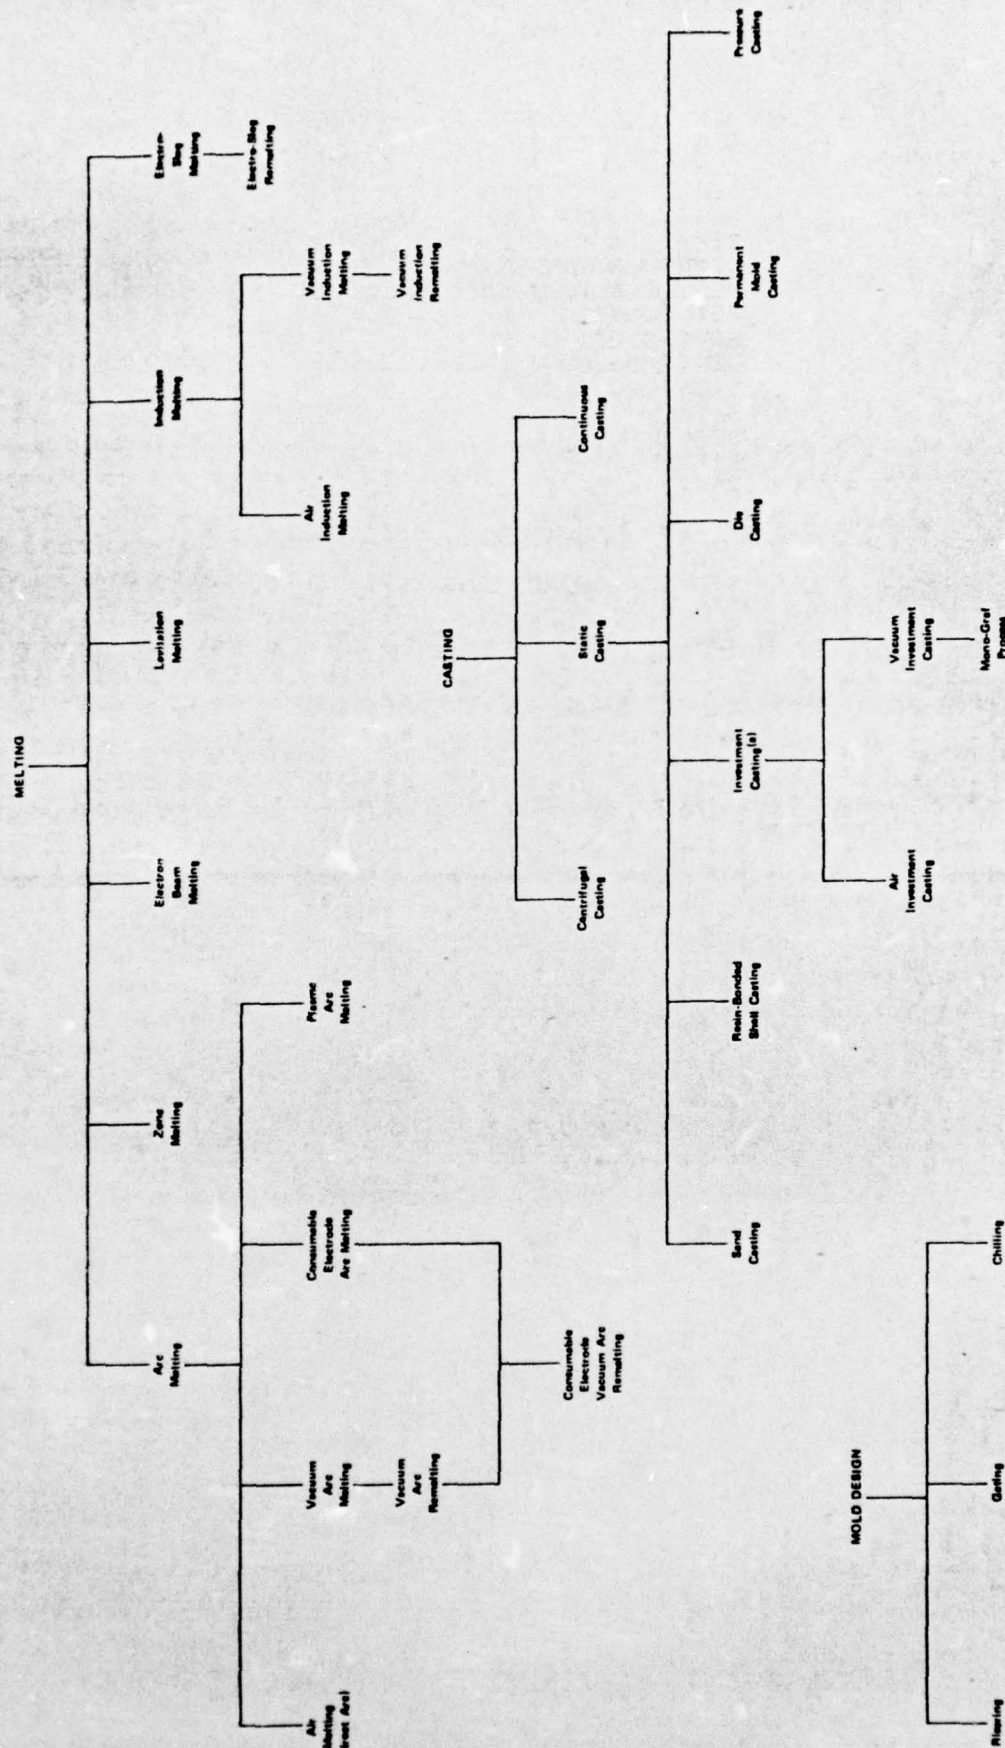 MELTING
Arc
Melting
Zone
Melting
Electron
Beam
Melting
Levitation
Melting
Induction
Melting
Electro-
Slag
Melting
Air
Melting
Vacuum
Arc
Melting
Consumable
Electrode
Arc Melting
Plasma
Arc
Melting
Air
Induction
Melting
Vacuum
Induction
Melting
Electro-Slag
Remelting
Vacuum
Arc
Remelting
Vacuum
Induction
Remelting
Consumable
Electrode
Vacuum Arc
Remelting
CASTING
Centrifugal
Casting
Static
Casting
Continuous
Casting
Sand
Casting
Resin-Bonded
Shell Casting
Investment
Casting(a)
Die
Casting
Permanent
Mold
Casting
Pressure
Casting
Air
Investment
Casting
Vacuum
Investment
Casting
Mono-Graf
MOLD DESIGN
Risering
Gating
Chilling